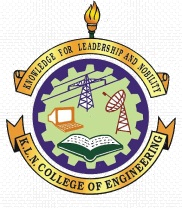 KNOWLEDGE FOR LEADERSHIP AND NOBILITY
K.L.N. COLLEGE OF ENGINEERING